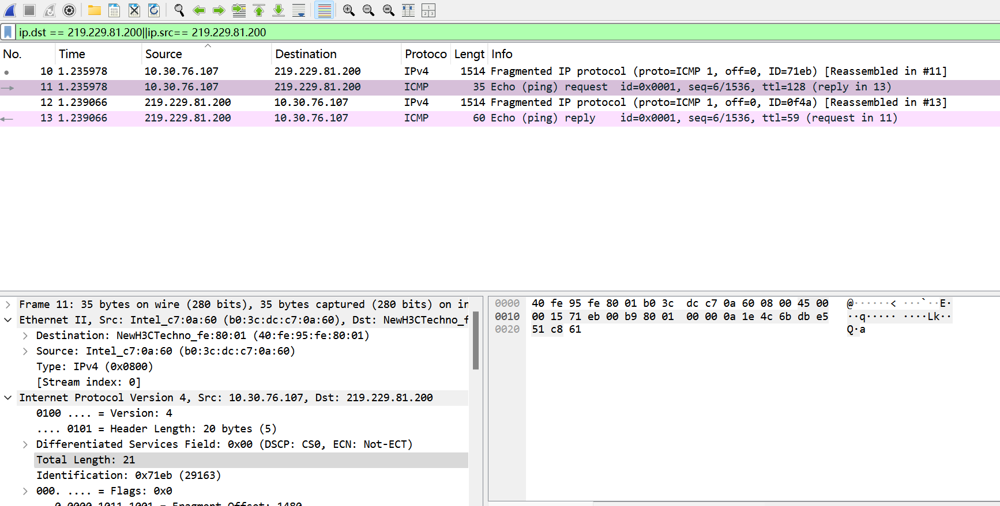 ip.dst == 219.229.81.200||ip.src== 219.229.81.200
No. Time Source Destination Protoco Lengt Info
10 1.235978 10.30.76.107 219.229.81.200 IPv4 1514 Fragmented IP protocol (proto=ICMP 1, off=0, ID=71eb) [Reassembled in #11]
11 1.235978 10.30.76.107 219.229.81.200 ICMP 35 Echo (ping) request id=0x0001, seq=6/1536, ttl=128 (reply in 13)
12 1.239066 219.229.81.200 10.30.76.107 IPv4 1514 Fragmented IP protocol (proto=ICMP 1, off=0, ID=0f4a) [Reassembled in #13]
13 1.239066 219.229.81.200 10.30.76.107 ICMP 60 Echo (ping) reply id=0x0001, seq=6/1536, ttl=59 (request in 11)
Frame 11: 35 bytes on wire (280 bits), 35 bytes captured (280 bits) on in
Ethernet II, Src: Intel_c7:0a:60 (b0:3c:dc:c7:0a:60), Dst: NewH3CTechno_f
Destination: NewH3CTechno_fe:80:01 (40:fe:95:fe:80:01)
Source: Intel_c7:0a:60 (b0:3c:dc:c7:0a:60)
Type: IPv4 (0x0800)
[Stream index: 0]
Internet Protocol Version 4, Src: 10.30.76.107, Dst: 219.229.81.200
0100 .... = Version: 4
.... 0101 = Header Length: 20 bytes (5)
Differentiated Services Field: 0x00 (DSCP: CS0, ECN: Not-ECT)
Total Length: 21
Identification: 0x71eb (29163)
000. .... = Flags: 0x0
...0 0000 1011 1001 = Fragment Offset: 1480
0000 40 fe 95 fe 80 01 b0 3c dc c7 0a 60 08 00 45 00 @······< ···`··E·
0010 00 15 71 eb 00 b9 80 01 00 00 0a 1e 4c 6b db e5 ··q····· ····Lk··
0020 51 c8 61 Q·a